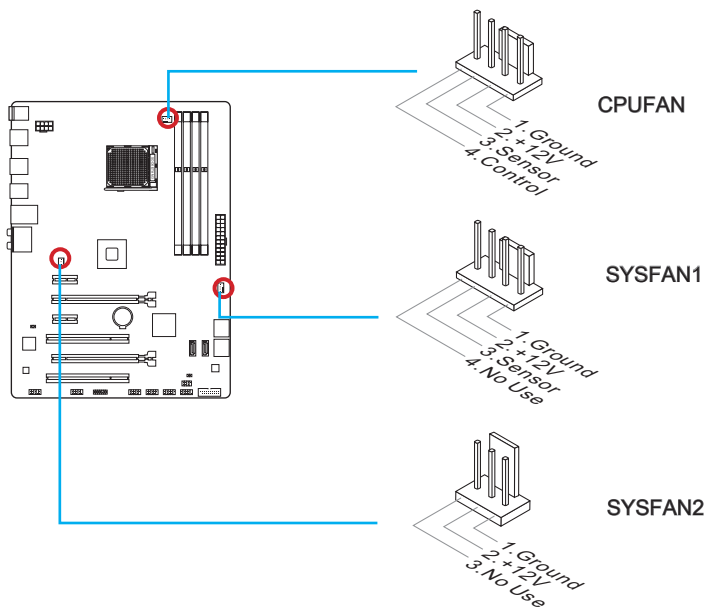 CPUFAN
1.Ground
2.+12V
3.Sensor
4.Control
SYSFAN1
1.Ground
2.+12V
3.Sensor
4.No Use
SYSFAN2
1.Ground
2.+12V
3.No Use